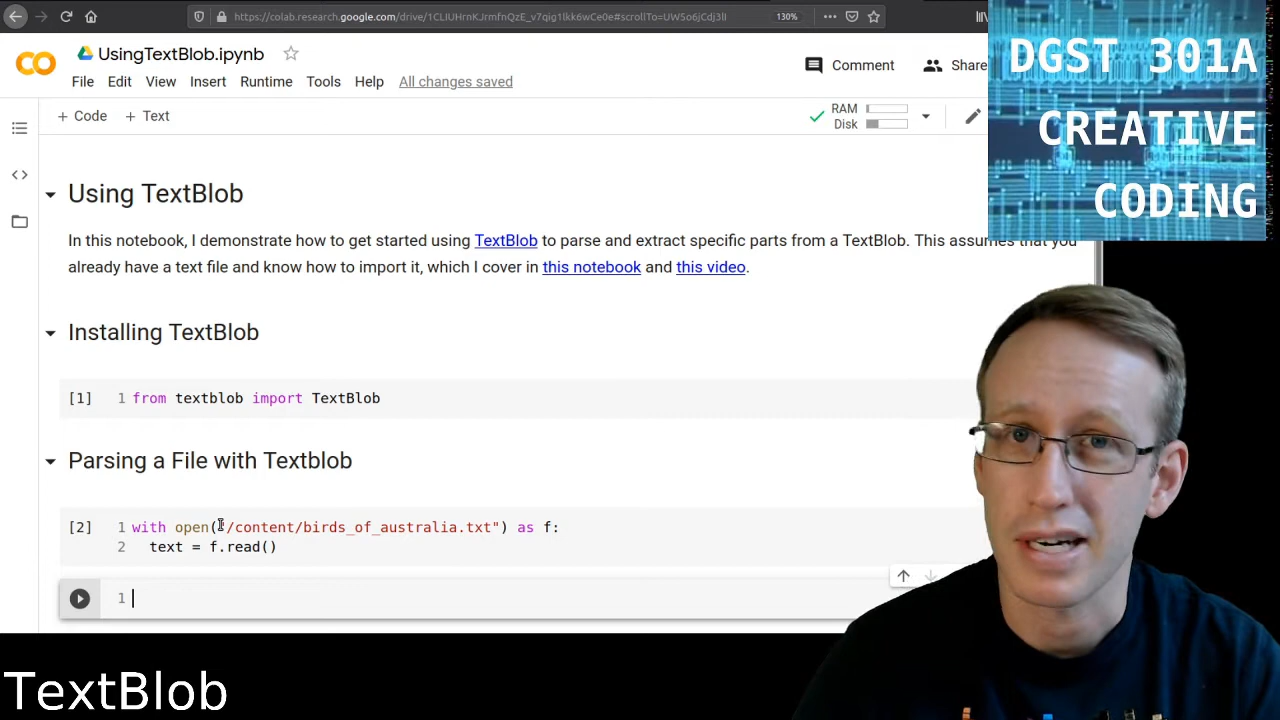 https://colab.research.google.com/drive/1CLIUHrnKJrmfnQzE_v7qig1lkk6wCe0e#scrollTo=UW5o6jCdj3lI
130%
UsingTextBlob.ipynb
File Edit View Insert Runtime Tools Help All changes saved
Comment
Share
+ Code + Text
RAM
Disk
DGST 301A
CREATIVE
CODING
Using TextBlob
In this notebook, I demonstrate how to get started using TextBlob to parse and extract specific parts from a TextBlob. This assumes that you
already have a text file and know how to import it, which I cover in this notebook and this video.
Installing TextBlob
[1] 1 from textblob import TextBlob
Parsing a File with Textblob
[2] 1 with open("/content/birds_of_australia.txt") as f:
2 text = f.read()
1
TextBlob